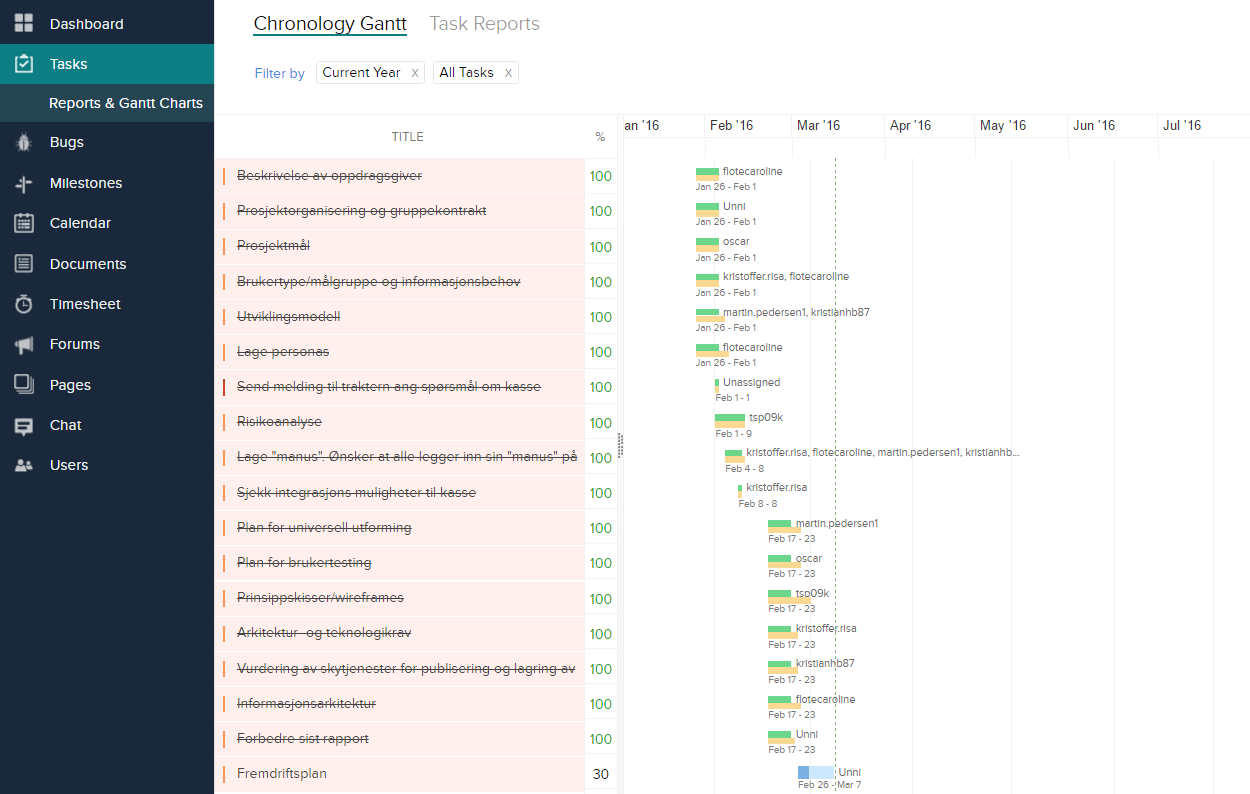 Dashboard
Tasks
Reports & Gantt Charts
Bugs
Milestones
Calendar
Documents
Timesheet
Forums
Pages
Chat
Users
Chronology Gantt Task Reports
Filter by Current Year x All Tasks x
TITLE % an '16 Feb '16 Mar '16 Apr '16 May '16 Jun '16 Jul '16
Beskrivelse av oppdragsgiver 100 flotecaroline
Jan 26 - Feb 1
Prosjektorganisering og gruppekontrakt 100 Unni
Jan 26 - Feb 1
Prosjektmål 100 oscar
Jan 26 - Feb 1
Brukertype/målgruppe og informasjonsbehov 100 kristoffer.risa, flotecaroline
Jan 26 - Feb 1
Utviklingsmodell 100 martin.pedersen1, kristianhb87
Jan 26 - Feb 1
Lage personas 100 flotecaroline
Jan 26 - Feb 1
Send melding til traktern ang spørsmål om kasse 100 Unassigned
Feb 1 - 1
Risikoanalyse 100 tsp09k
Feb 1 - 9
Lage "manus". Ønsker at alle legger inn sin "manus" på 100 kristoffer.risa, flotecaroline, martin.pedersen1, kristianhb...
Feb 4 - 8
Sjekk integrasjons muligheter til kasse 100 kristoffer.risa
Feb 8 - 8
Plan for universell utforming 100 martin.pedersen1
Feb 17 - 23
Plan for brukertesting 100 oscar
Feb 17 - 23
Prinsippskisser/wireframes 100 tsp09k
Feb 17 - 23
Arkitektur- og teknologikrav 100 kristoffer.risa
Feb 17 - 23
Vurdering av skytjenester for publisering og lagring av 100 kristianhb87
Feb 17 - 23
Informasjonsarkitektur 100 flotecaroline
Feb 17 - 23
Forbedre sist rapport 100 Unni
Feb 17 - 23
Fremdriftsplan 30 Unni
Feb 26 - Mar 7